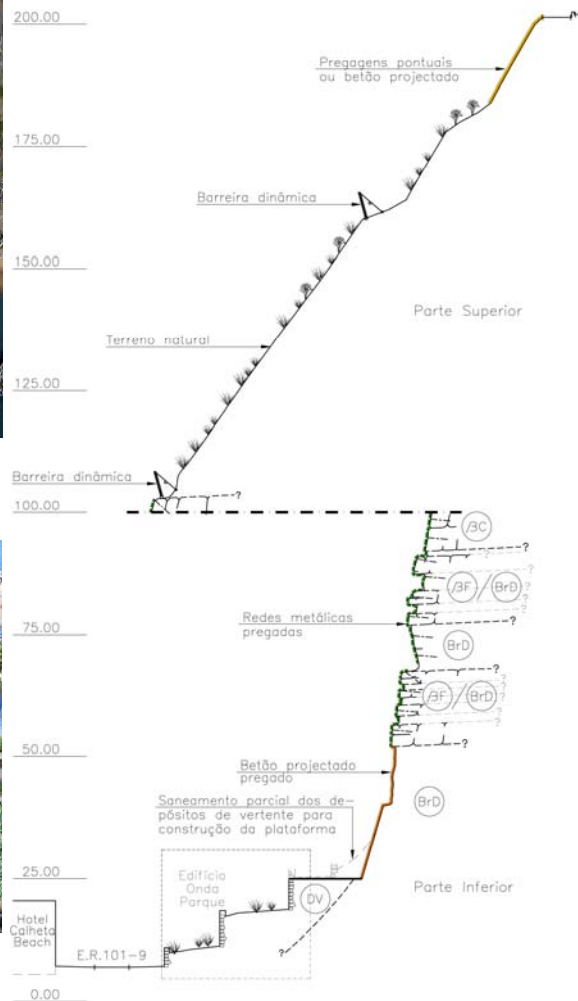 200.00
Pregagens pontuais
ou betão projectado
175.00
Barreira dinâmica
150.00
Parte Superior
Terreno natural
125.00
Barreira dinâmica
?
100.00
βC
?
?
βF / BrD
Redes metálicas
pregadas
?
75.00
BrD
?
βF / BrD
?
?
?
?
50.00
Betão projectado
pregado
Saneamento parcial dos de-
pósitos de vertente para
construção da plataforma
BrD
25.00
Edifício
Onda
Parque
DV
Parte Inferior
Hotel
Calheta
Beach
E.R.101-9
?
0.00